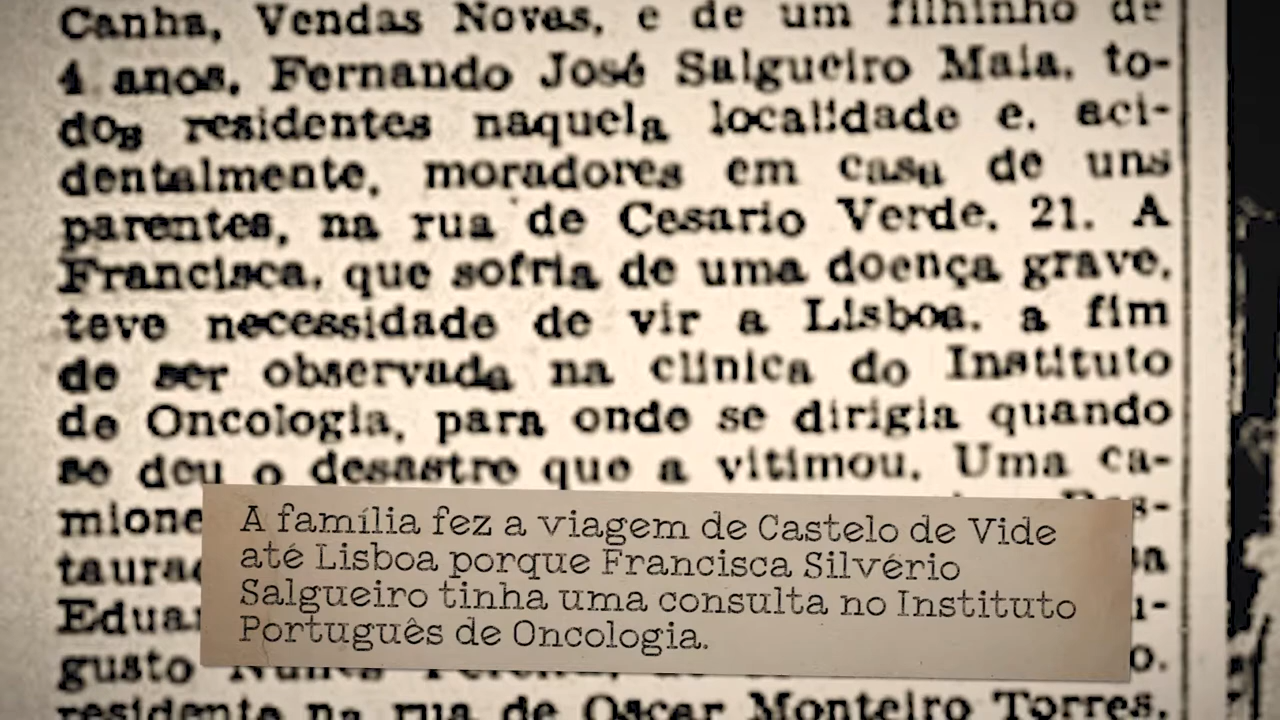 Canha, Vendas Novas, e de um filhinho de
4 anos, Fernando José Salgueiro Maia, to-
dos residentes naquela localidade e, aci-
dentalmente, moradores em casa de uns
parentes, na rua de Cesario Verde, 21. A
Francisca, que sofria de uma doença grave,
teve necessidade de vir a Lisboa, a fim
de ser observada na clinica do Instituto
de Oncologia, para onde se dirigia quando
se deu o desastre que a vitimou. Uma ca-
mione
A família fez a viagem de Castelo de Vide
até Lisboa porque Francisca Silvério
Salgueiro tinha uma consulta no Instituto
Português de Oncologia.
taura
Eduar
gusto
residente na rua de Oscar Monteiro Torres,